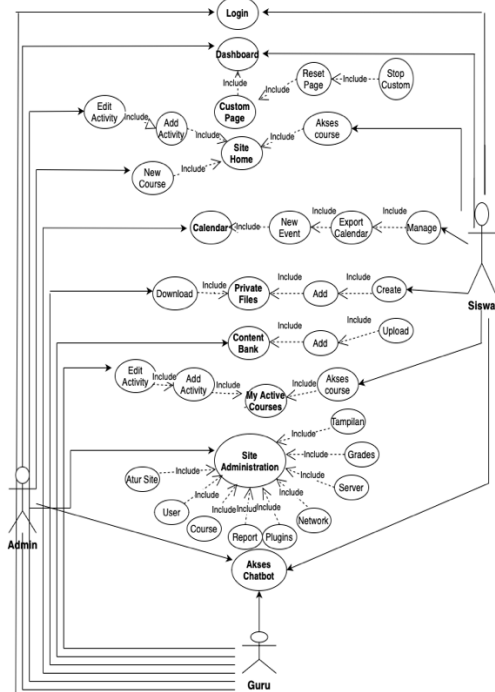 Login
Dashboard
Include
Custom
Page
Include
Reset
Page
Include
Stop
Custom
Edit
Activity
Include
Add
Activity
Include
Site
Home
Include
Akses
course
New
Course
Include
Calendar
Include
New
Event
Include
Export
Calendar
Include
Manage
Siswa
Download
Include
Private
Files
Include
Add
Include
Create
Content
Bank
Include
Add
Include
Upload
Edit
Activity
Include
Add
Activity
Include
My Active
Courses
Include
Akses
course
Site
Administration
Include
Tampilan
Include
Grades
Include
Server
Include
Network
Include
Plugins
Include
Report
Include
Course
Include
User
Include
Atur Site
Admin
Akses
Chatbot
Guru